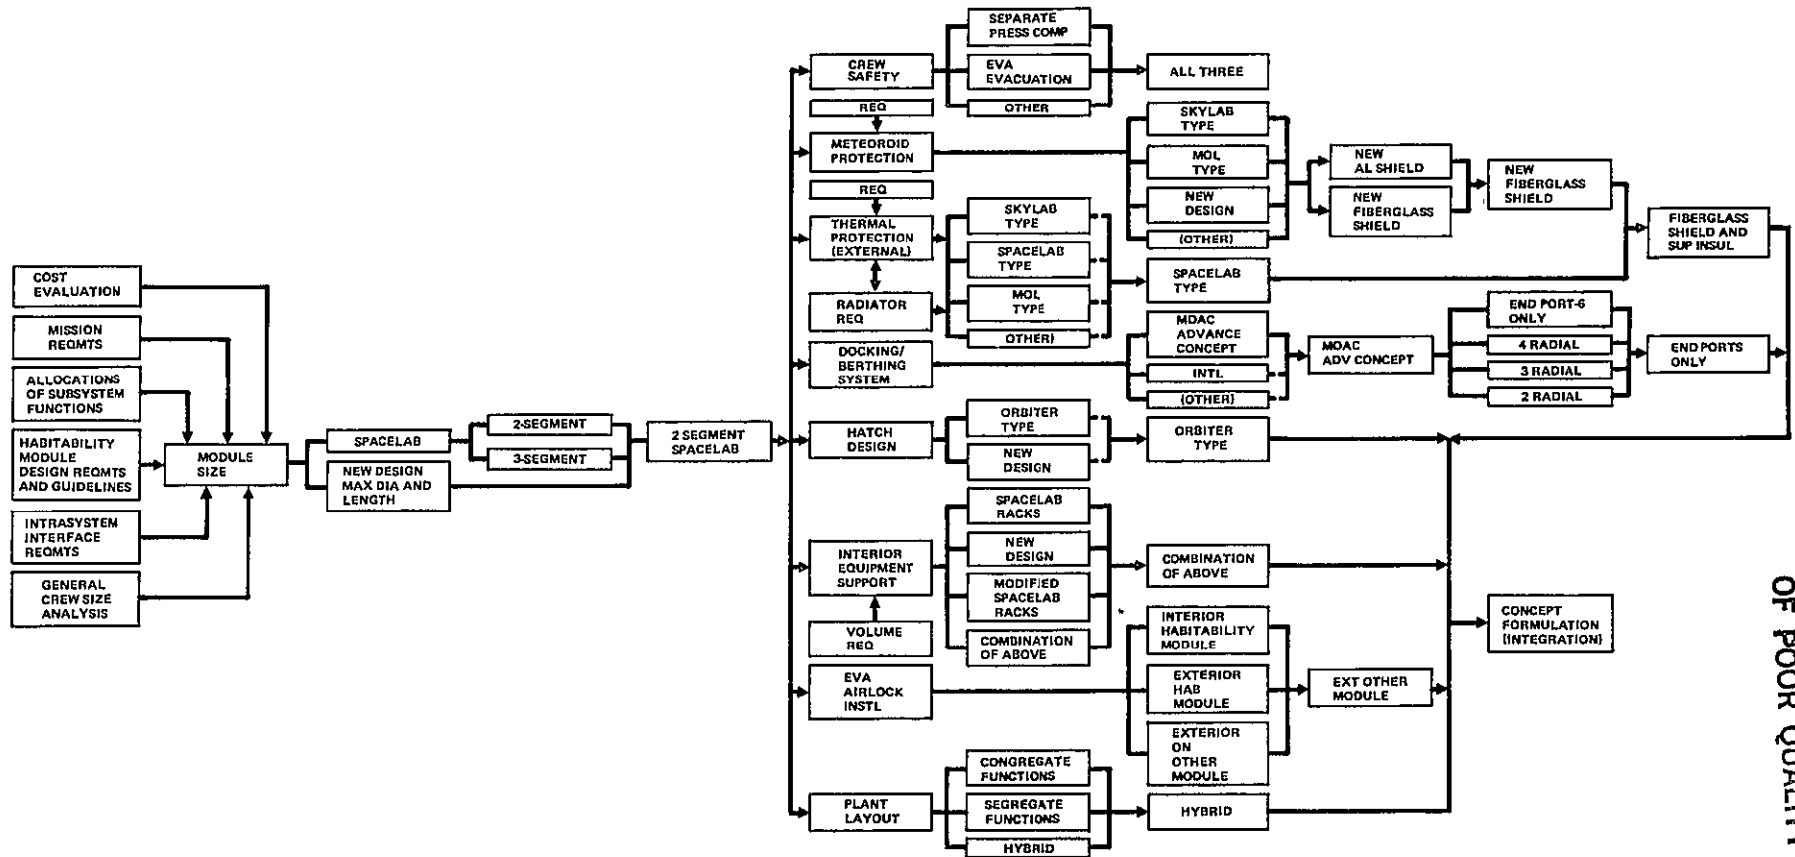 COST
EVALUATION
MISSION
REQMTS
ALLOCATIONS
OF SUBSYSTEM
FUNCTIONS
HABITABILITY
MODULE
DESIGN REQMTS
AND GUIDELINES
INTRASYSTEM
INTERFACE
REQMTS
GENERAL
CREW SIZE
ANALYSIS
MODULE
SIZE
SPACELAB
NEW DESIGN
MAX DIA AND
LENGTH
2-SEGMENT
3-SEGMENT
2 SEGMENT
SPACELAB
CREW
SAFETY
REQ
METEOROID
PROTECTION
REQ
THERMAL
PROTECTION
(EXTERNAL)
RADIATOR
REQ
DOCKING/
BERTHING
SYSTEM
HATCH
DESIGN
INTERIOR
EQUIPMENT
SUPPORT
VOLUME
REQ
EVA
AIRLOCK
INSTL
PLANT
LAYOUT
SEPARATE
PRESS COMP
EVA
EVACUATION
OTHER
SKYLAB
TYPE
SPACELAB
TYPE
MOL
TYPE
OTHER)
ORBITER
TYPE
NEW
DESIGN
SPACELAB
RACKS
NEW
DESIGN
MODIFIED
SPACELAB
RACKS
COMBINATION
OF ABOVE
CONGREGATE
FUNCTIONS
SEGREGATE
FUNCTIONS
HYBRID
ALL THREE
SKYLAB
TYPE
MOL
TYPE
NEW
DESIGN
(OTHER)
SPACELAB
TYPE
MDAC
ADVANCE
CONCEPT
INTL
(OTHER)
ORBITER
TYPE
COMBINATION
OF ABOVE
INTERIOR
HABITABILITY
MODULE
EXTERIOR
HAB
MODULE
EXTERIOR
ON
OTHER
MODULE
HYBRID
NEW
AL SHIELD
NEW
FIBERGLASS
SHIELD
MDAC
ADV CONCEPT
EXT OTHER
MODULE
NEW
FIBERGLASS
SHIELD
END PORT-6
ONLY
4 RADIAL
3 RADIAL
2 RADIAL
CONCEPT
FORMULATION
(INTEGRATION)
FIBERGLASS
SHIELD AND
SUP INSUL
END PORTS
ONLY
OF POOR QUALITY